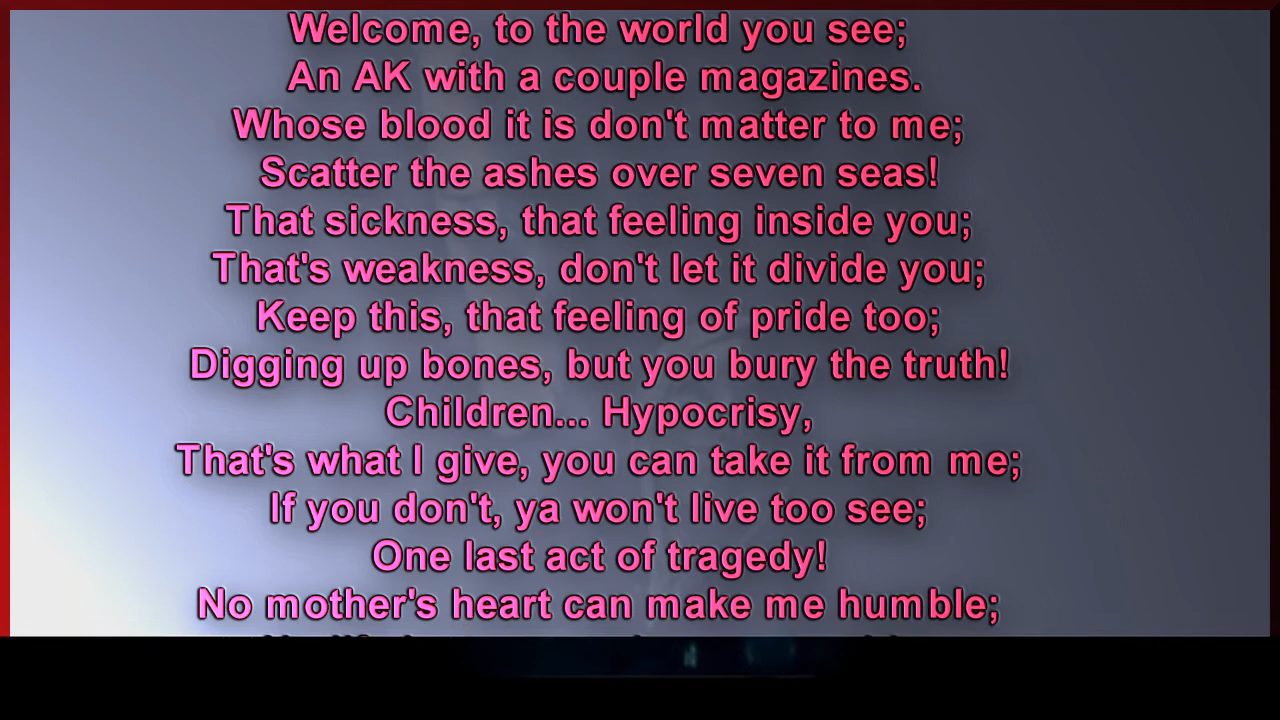 Welcome, to the world you see;
An AK with a couple magazines.
Whose blood it is don't matter to me;
Scatter the ashes over seven seas!
That sickness, that feeling inside you;
That's weakness, don't let it divide you;
Keep this, that feeling of pride too;
Digging up bones, but you bury the truth!
Children... Hypocrisy,
That's what I give, you can take it from me;
If you don't, ya won't live too see;
One last act of tragedy!
No mother's heart can make me humble;